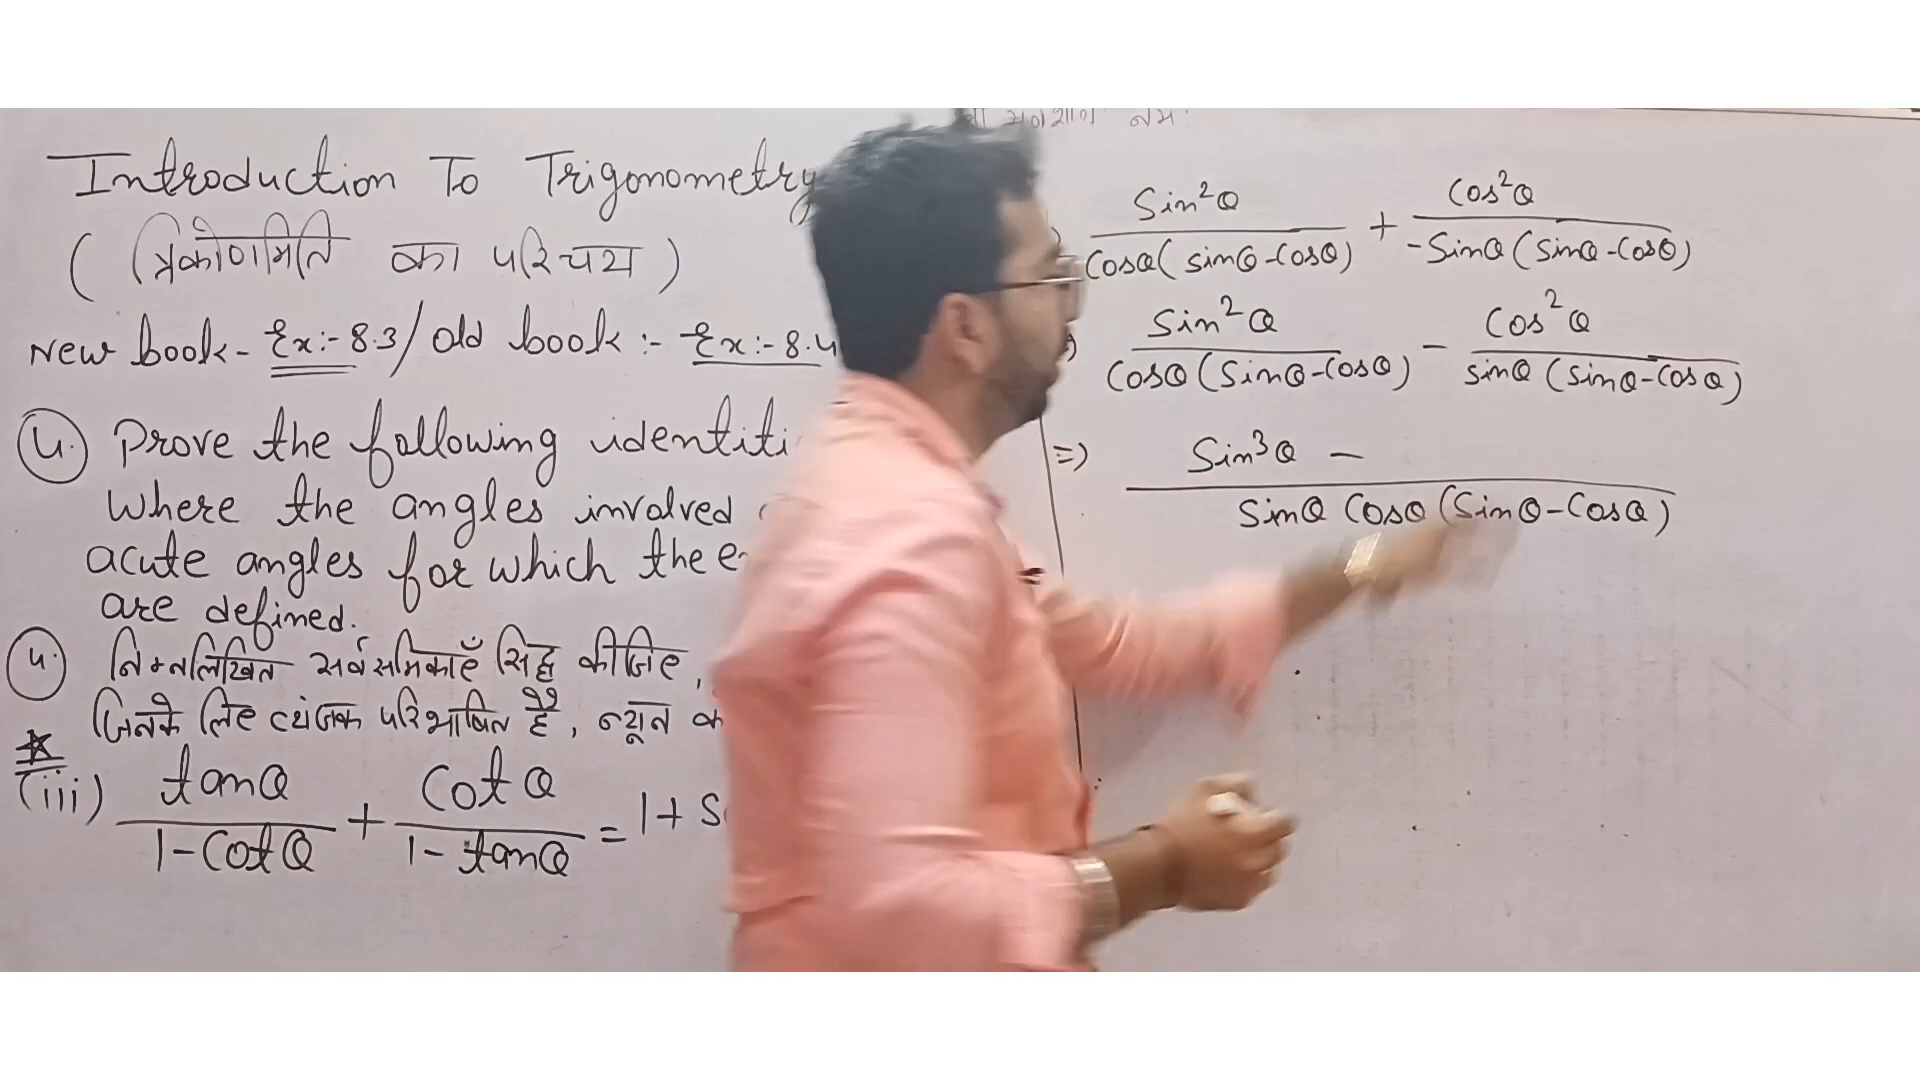 Introduction To Trigonometry
( त्रिकोणमिति का परिचय )
New book - Ex:- 8.3/ Old book :- Ex:- 8.4
4. Prove the following
where the angles involved
acute angles for which the
are defined.
4. निम्नलिखित सर्वसमिकाएँ सिद्ध कीजिए,
जिनके लिए व्यंजक परिभाषित है, न्यून
(iii) tanθ/(1-Cotθ) + Cotθ/(1-tanθ) = 1+
नमः
Sin²θ/(Cosθ(Sinθ-Cosθ)) + Cos²θ/(-Sinθ(Sinθ-Cosθ))
Sin²θ/(Cosθ(Sinθ-Cosθ)) - Cos²θ/(Sinθ(Sinθ-Cosθ))
=> (Sin³θ -)/(Sinθ Cosθ(Sinθ-Cosθ))